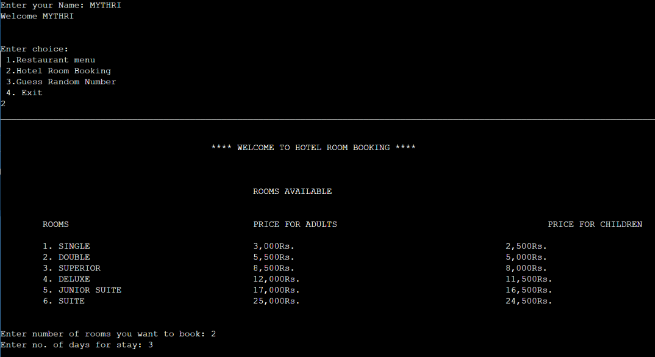 Enter your Name: MYTHRI
Welcome MYTHRI
Enter choice:
1.Restaurant menu
2.Hotel Room Booking
3.Guess Random Number
4. Exit
2
**** WELCOME TO HOTEL ROOM BOOKING ****
ROOMS AVAILABLE
ROOMS PRICE FOR ADULTS PRICE FOR CHILDREN
1. SINGLE 3,000Rs. 2,500Rs.
2. DOUBLE 5,500Rs. 5,000Rs.
3. SUPERIOR 8,500Rs. 8,000Rs.
4. DELUXE 12,000Rs. 11,500Rs.
5. JUNIOR SUITE 17,000Rs. 16,500Rs.
6. SUITE 25,000Rs. 24,500Rs.
Enter number of rooms you want to book: 2
Enter no. of days for stay: 3